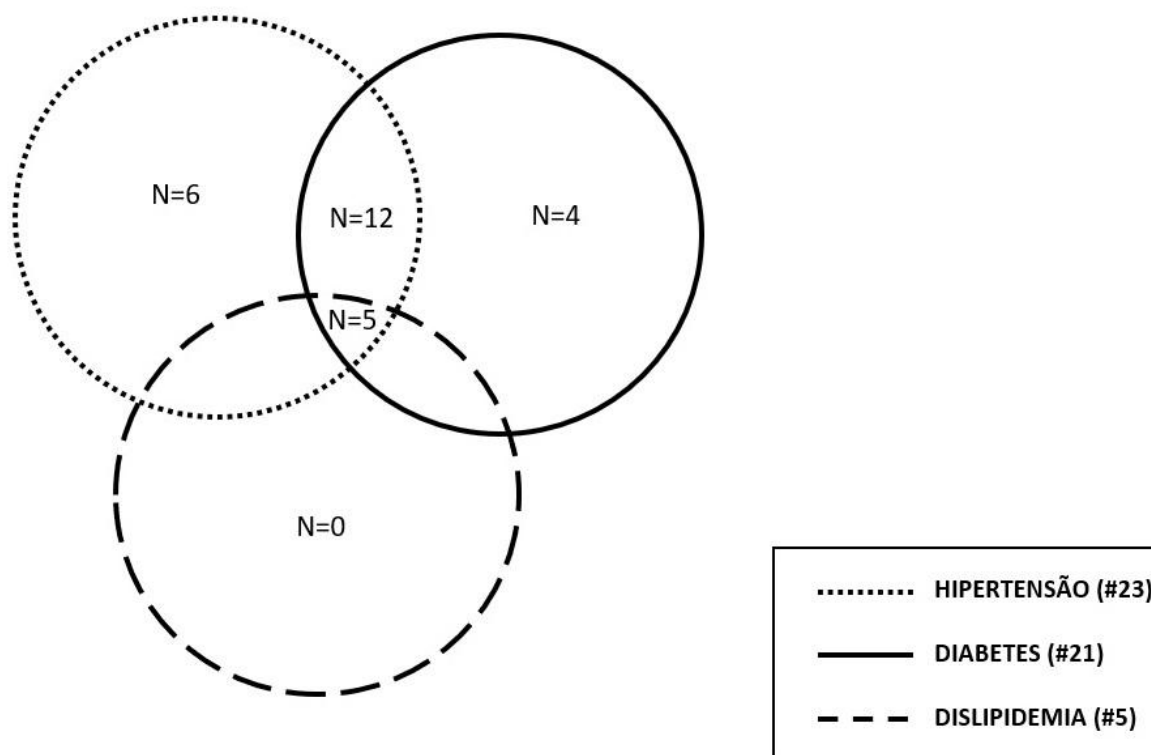 N=6
N=12
N=4
N=5
N=0
HIPERTENSÃO (#23)
DIABETES (#21)
DISLIPIDEMIA (#5)